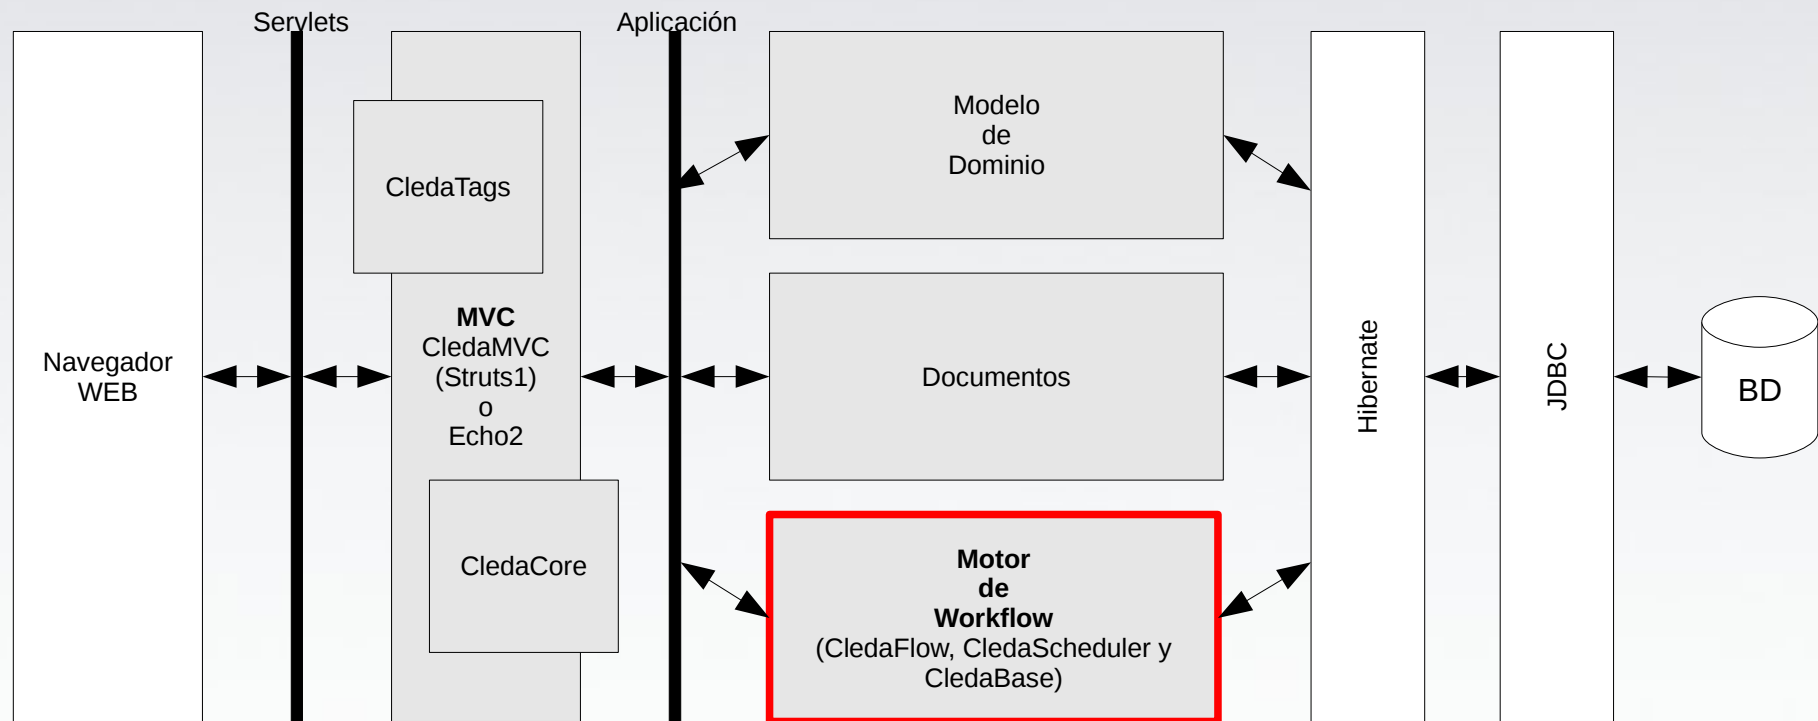 Servlets
Aplicación
Navegador
WEB
CledaTags
MVC
CledaMVC
(Struts1)
o
Echo2
CledaCore
Modelo
de
Dominio
Documentos
Motor
de
Workflow
(CledaFlow, CledaScheduler y
CledaBase)
Hibernate
JDBC
BD